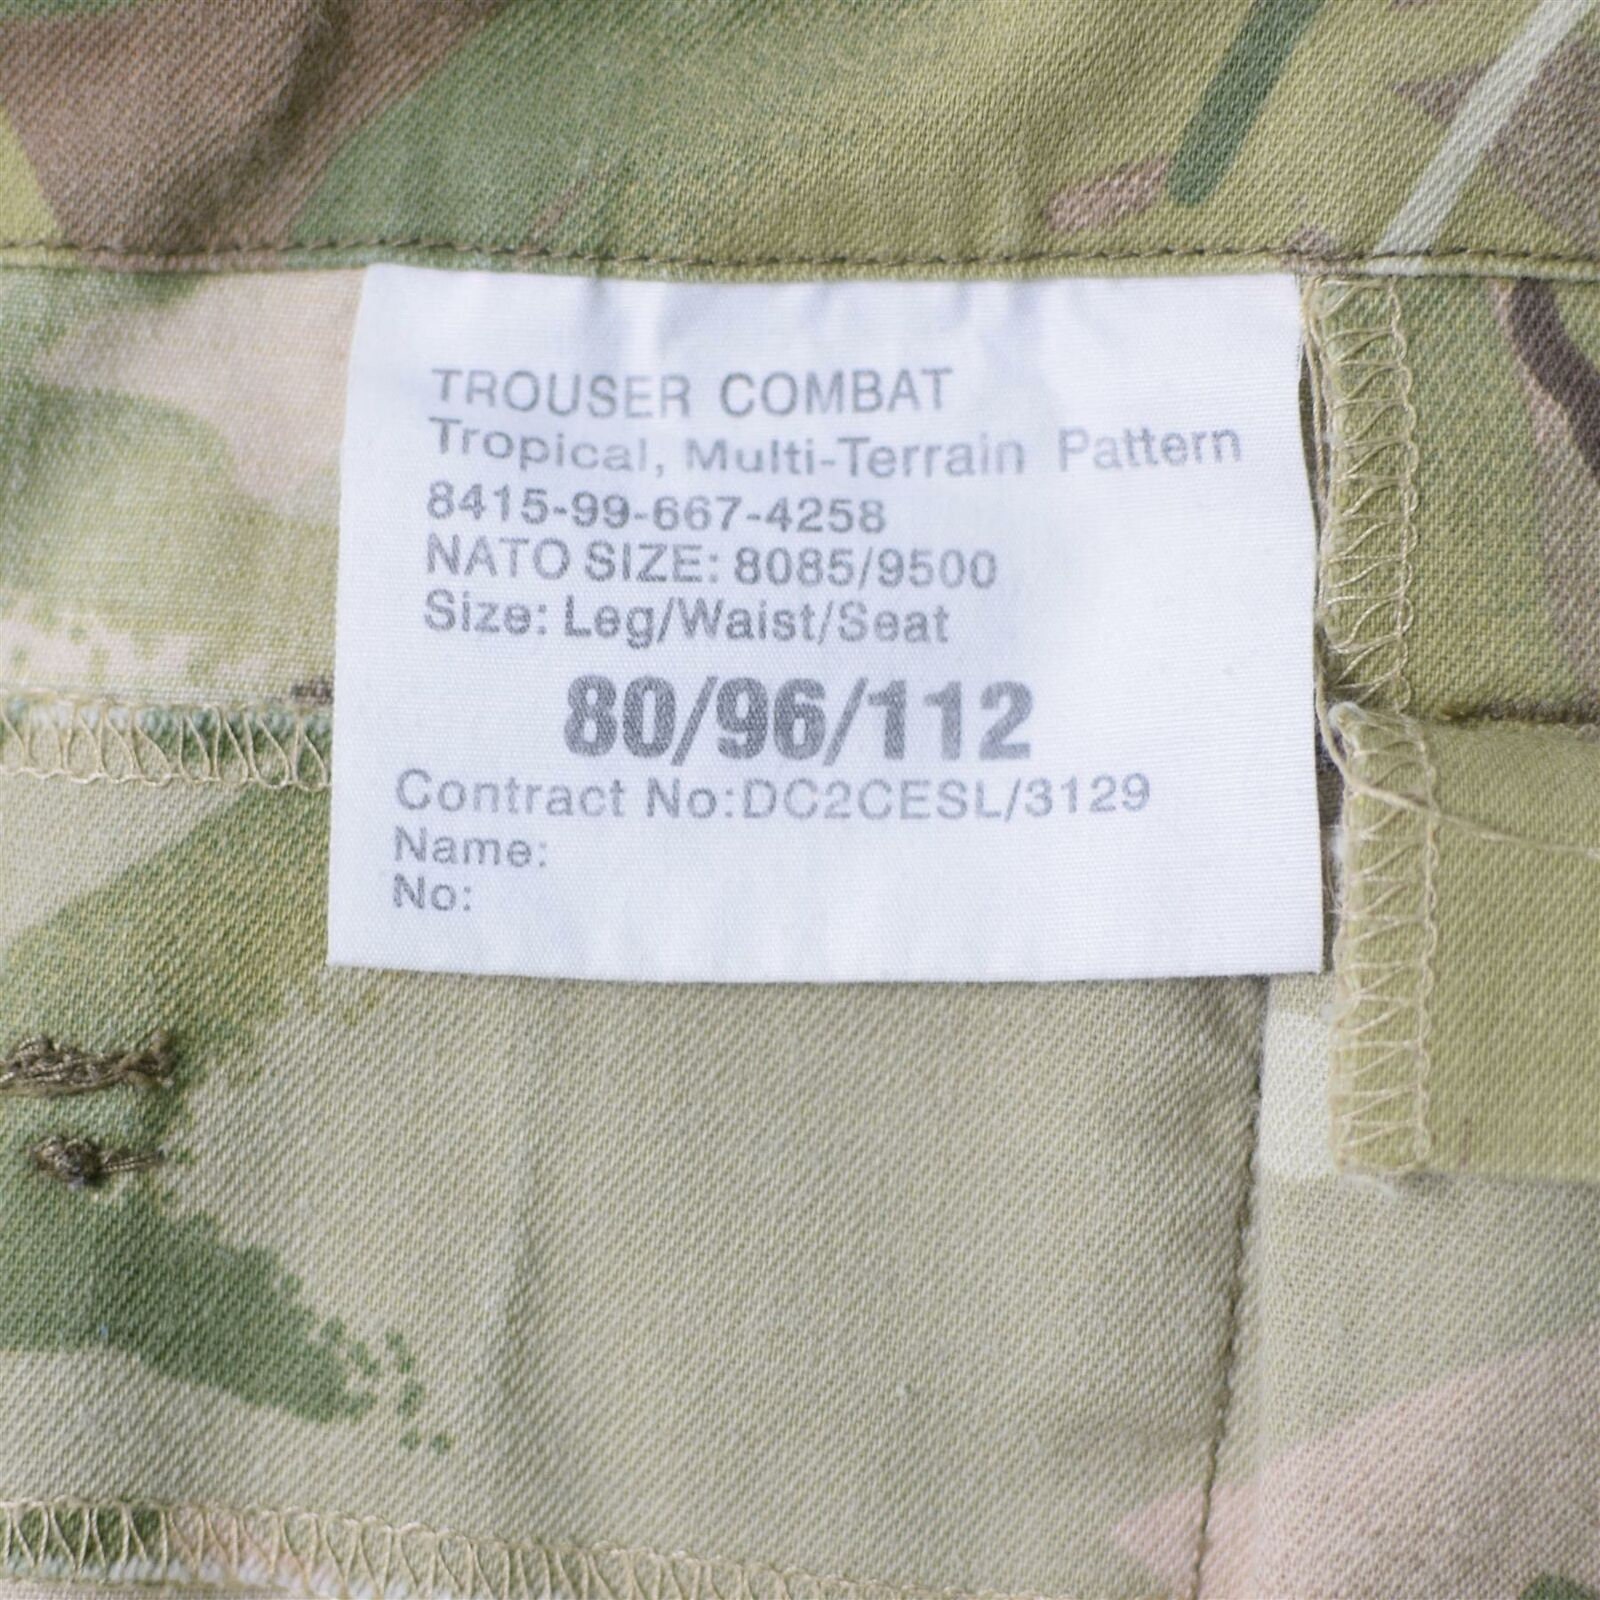 TROUSER COMBAT
Tropical, Multi-Terrain Pattern
8415-99-667-4258
NATO SIZE: 8085/9500
Size: Leg/Waist/Seat
80/96/112
Contract No:DC2CESL/3129
Name:
No: